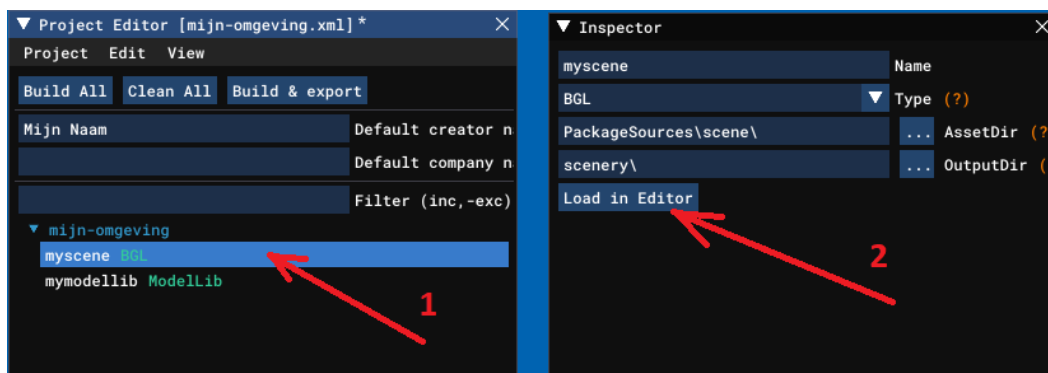 Project Editor [mijn-omgeving.xml]*
Project Edit View
Build All Clean All Build & export
Mijn Naam Default creator n
Default company n
Filter (inc,-exc)
mijn-omgeving
myscene BGL
mymodellib ModelLib
1
Inspector
myscene Name
BGL Type (?)
PackageSources\scene\ ... AssetDir (?
scenery\ ... OutputDir (
Load in Editor
2